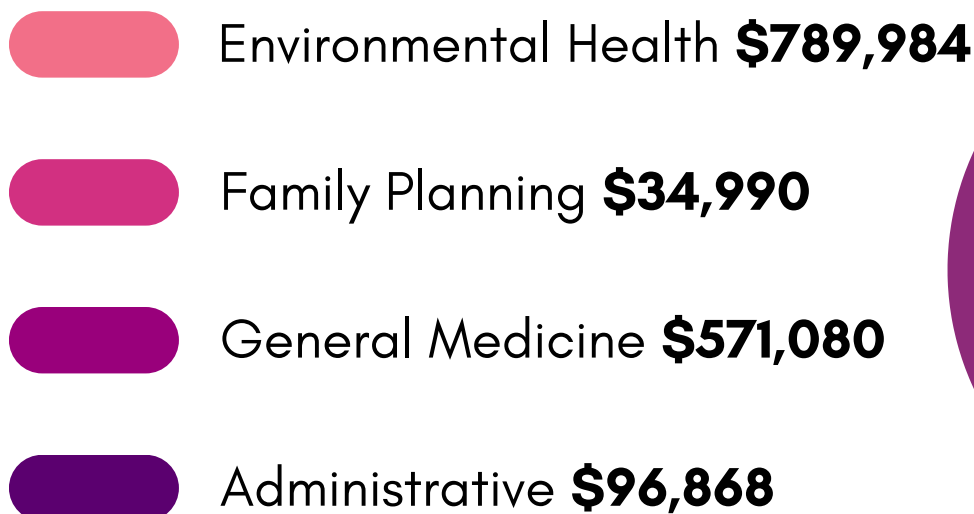 Environmental Health $789,984
Family Planning $34,990
General Medicine $571,080
Administrative $96,868